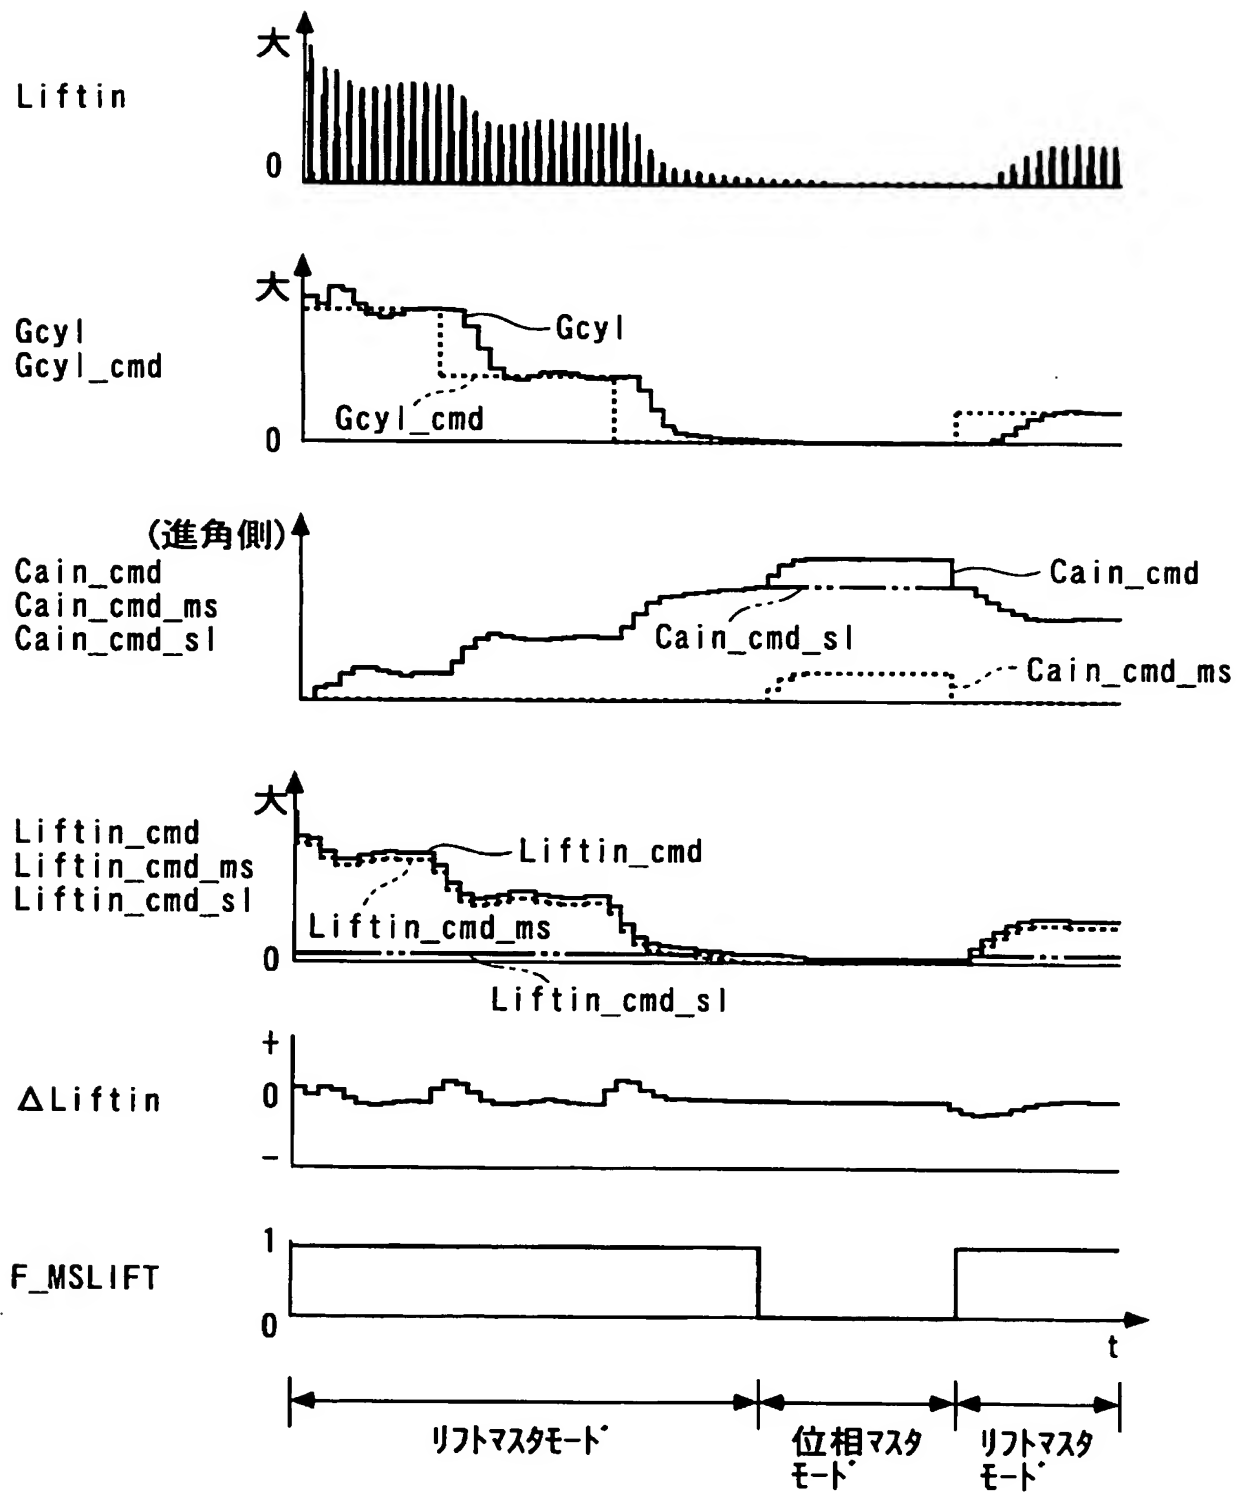 大
Liftin
0
大
Gcyl
Gcyl_cmd
Gcyl
Gcyl_cmd
0
(進角側)
Cain_cmd
Cain_cmd_ms
Cain_cmd_sl
Cain_cmd
Cain_cmd_sl
Cain_cmd_ms
大
Liftin_cmd
Liftin_cmd_ms
Liftin_cmd_sl
Liftin_cmd
Liftin_cmd_ms
0
Liftin_cmd_sl
+
ΔLiftin
0
−
1
F_MSLIFT
0
t
リフトマスタモード
位相マスタ
モード
リフトマスタ
モード